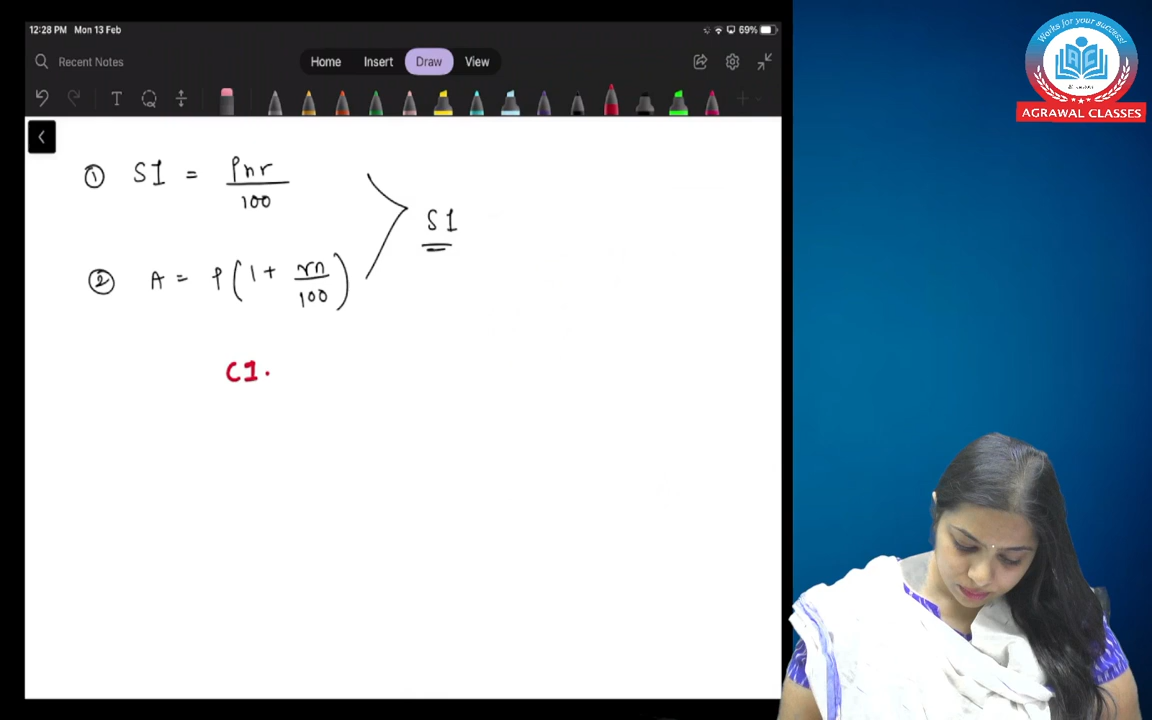 12:28 PM Mon 13 Feb
69%
Recent Notes
Home Insert Draw View
Works for your success!
AC
AGRAWAL CLASSES
① SI = Pnr/100
② A = P(1 + rn/100)
SI
CI.